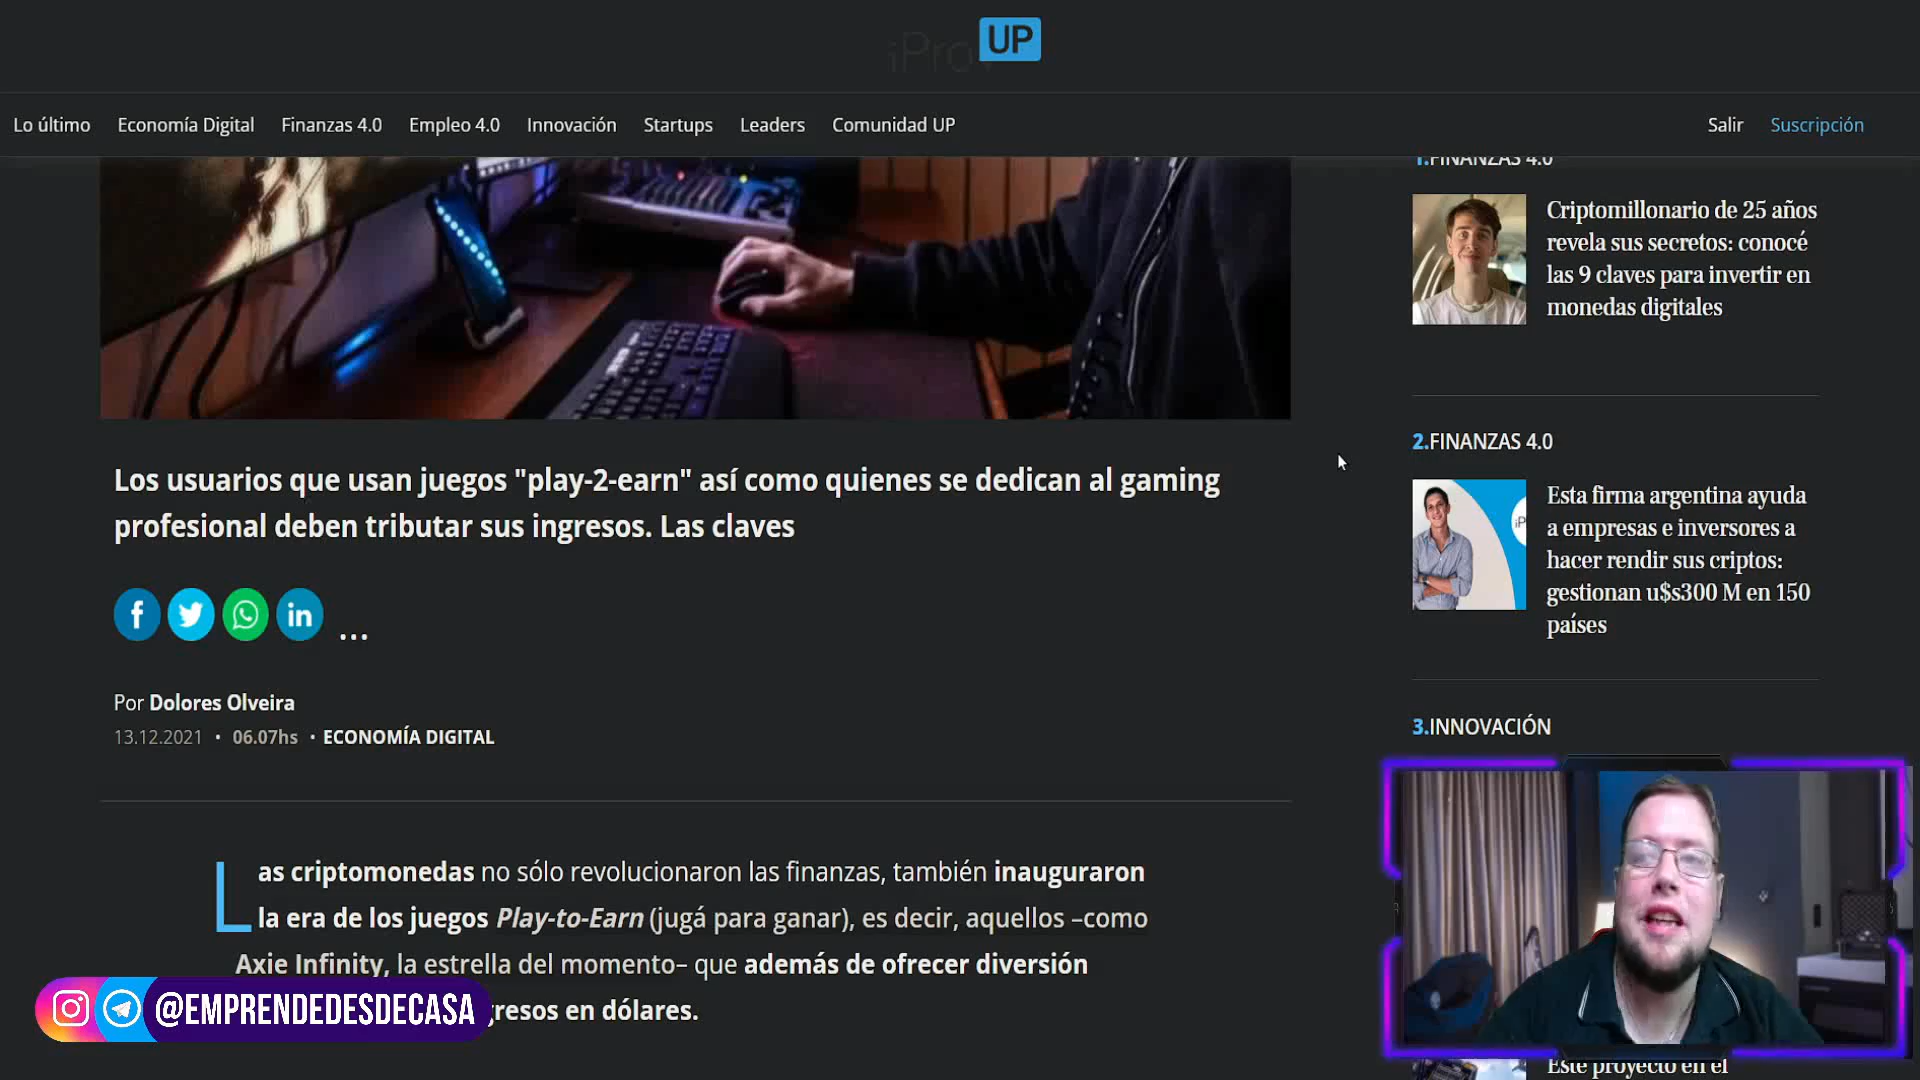 iPro UP
Lo último Economía Digital Finanzas 4.0 Empleo 4.0 Innovación Startups Leaders Comunidad UP Salir Suscripción
1.FINANZAS 4.0
Criptomillonario de 25 años
revela sus secretos: conocé
las 9 claves para invertir en
monedas digitales
Los usuarios que usan juegos "play-2-earn" así como quienes se dedican al gaming
profesional deben tributar sus ingresos. Las claves
...
Por Dolores Olveira
13.12.2021 • 06.07hs • ECONOMÍA DIGITAL
2.FINANZAS 4.0
Esta firma argentina ayuda
a empresas e inversores a
hacer rendir sus criptos:
gestionan u$s300 M en 150
países
3.INNOVACIÓN
Las criptomonedas no sólo revolucionaron las finanzas, también inauguraron
la era de los juegos Play-to-Earn (jugá para ganar), es decir, aquellos –como
Axie Infinity, la estrella del momento– que además de ofrecer diversión
gresos en dólares.
@EMPRENDEDESDECASA
Este proyecto en el